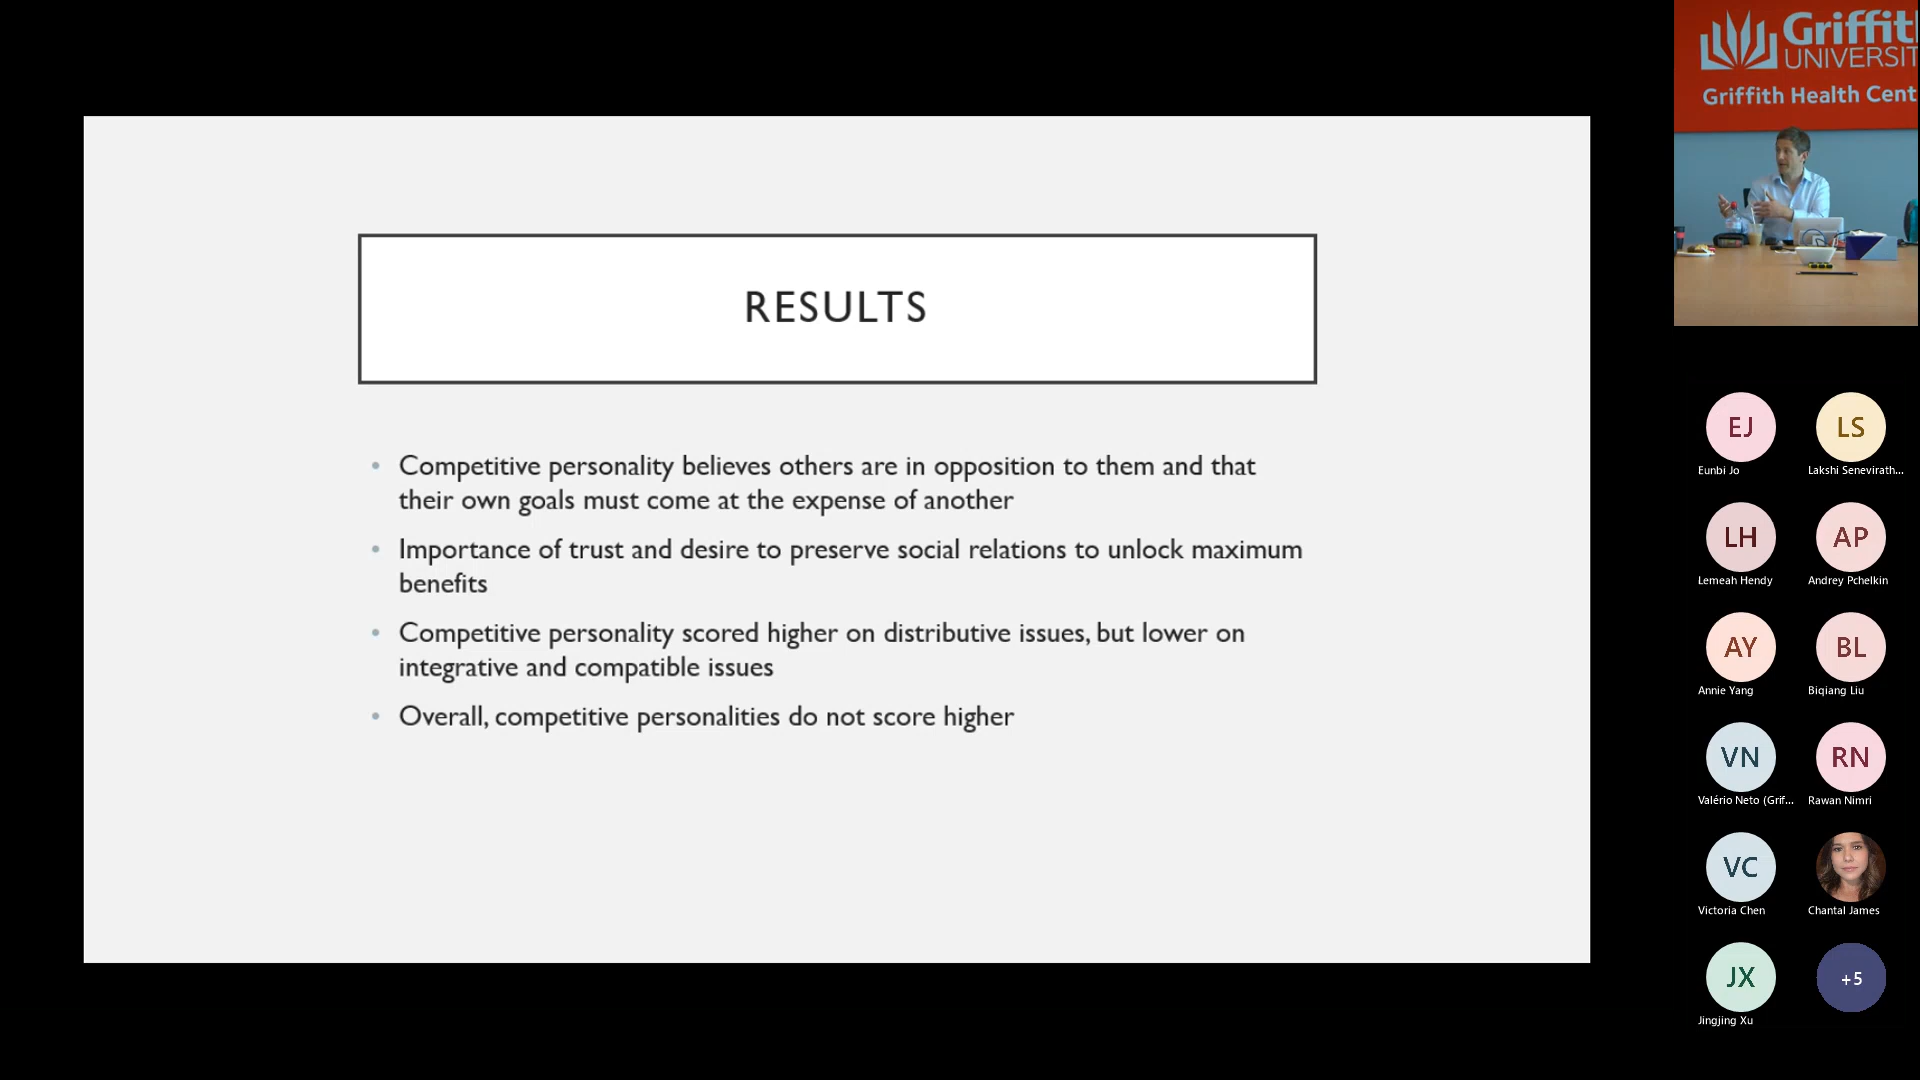 RESULTS
• Competitive personality believes others are in opposition to them and that
their own goals must come at the expense of another
• Importance of trust and desire to preserve social relations to unlock maximum
benefits
• Competitive personality scored higher on distributive issues, but lower on
integrative and compatible issues
• Overall, competitive personalities do not score higher
Griffit
UNIVERSIT
Griffith Health Cent
EJ
LS
Eunbi Jo
Lakshi Senevirath...
LH
AP
Lemeah Hendy
Andrey Pchelkin
AY
BL
Annie Yang
Biqiang Liu
VN
RN
Valério Neto (Grif...
Rawan Nimri
VC
Victoria Chen
Chantal James
JX
+5
Jingjing Xu